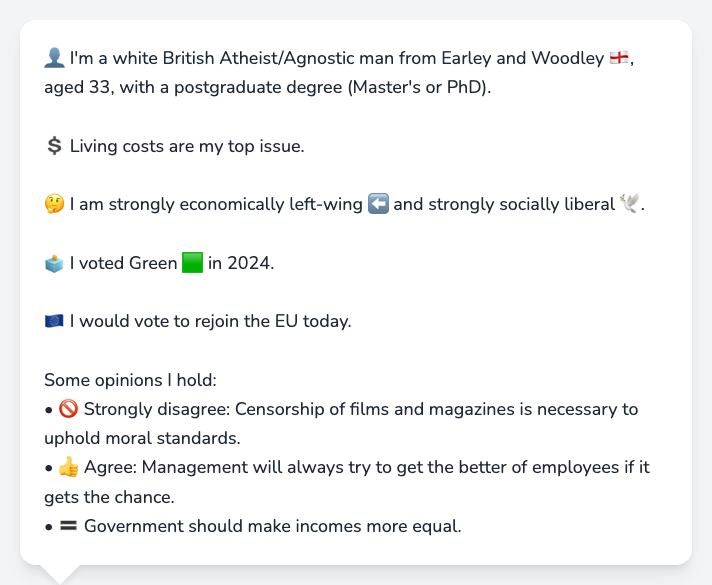 👤 I'm a white British Atheist/Agnostic man from Earley and Woodley 🏴󠁧󠁢󠁥󠁮󠁧󠁿,
aged 33, with a postgraduate degree (Master's or PhD).
💲 Living costs are my top issue.
🤔 I am strongly economically left-wing ⬅️ and strongly socially liberal 🕊️.
🗳️ I voted Green 🟩 in 2024.
🇪🇺 I would vote to rejoin the EU today.
Some opinions I hold:
• 🚫 Strongly disagree: Censorship of films and magazines is necessary to
uphold moral standards.
• 👍 Agree: Management will always try to get the better of employees if it
gets the chance.
• 🟰 Government should make incomes more equal.